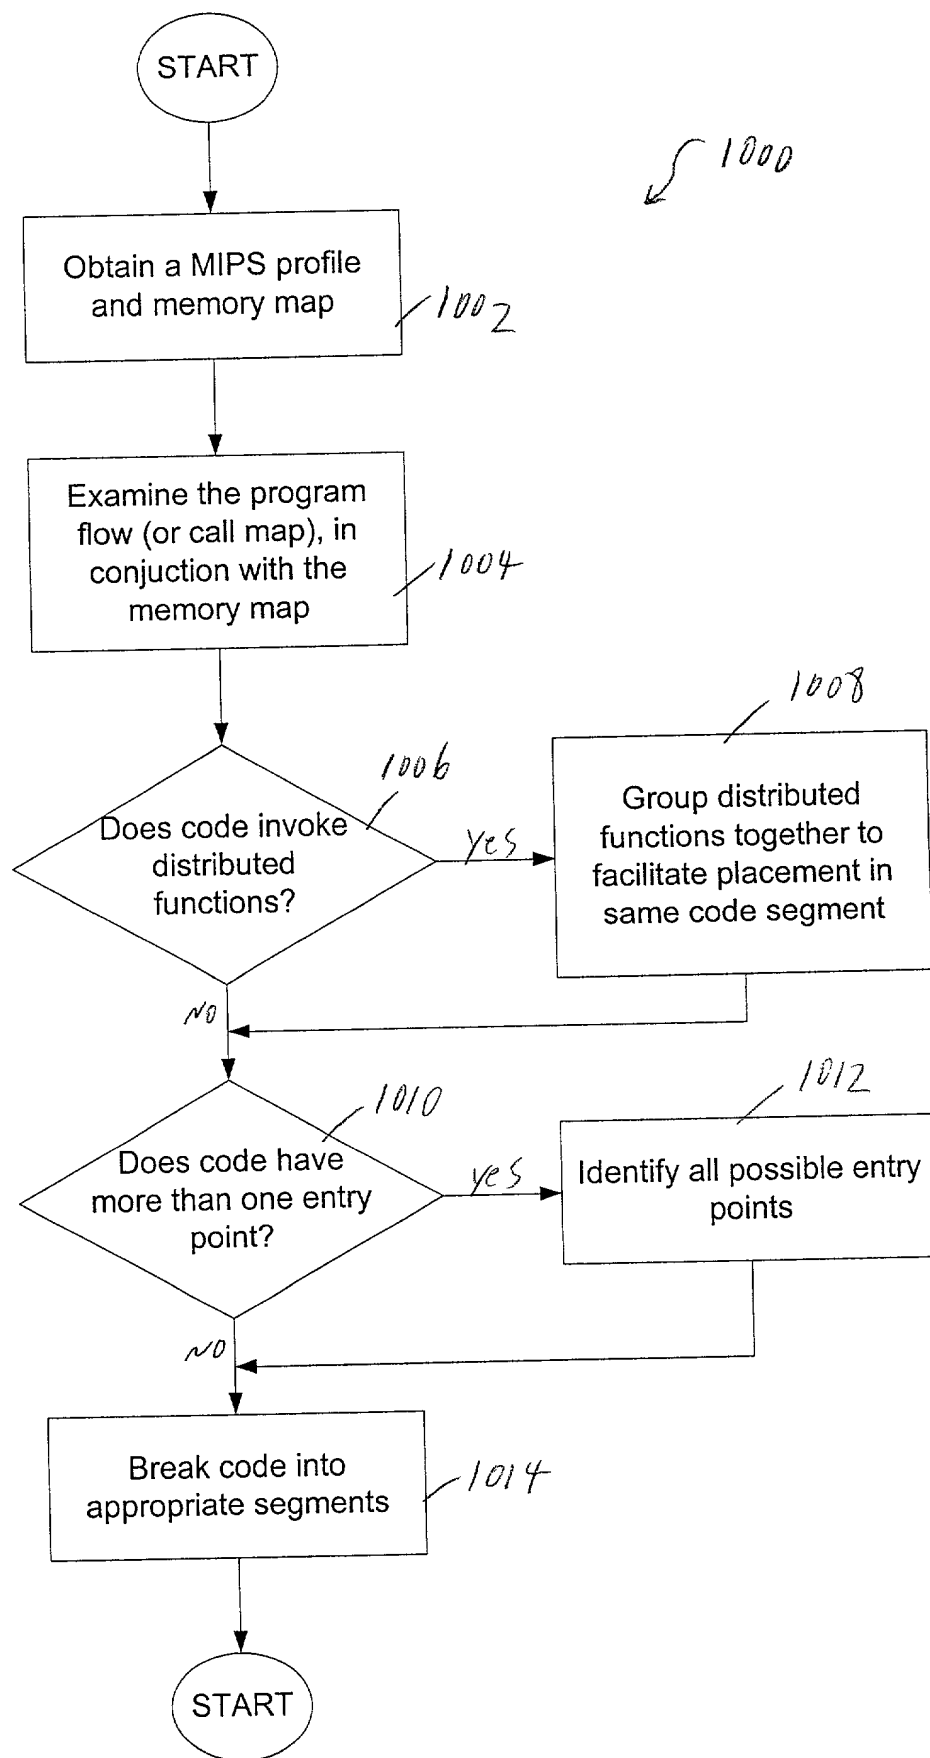 START
1000
Obtain a MIPS profile
and memory map
1002
Examine the program
flow (or call map), in
conjuction with the
memory map
1004
1006
Does code invoke
distributed
functions?
yes
1008
Group distributed
functions together to
facilitate placement in
same code segment
NO
1010
Does code have
more than one entry
point?
yes
1012
Identify all possible entry
points
NO
Break code into
appropriate segments
1014
START